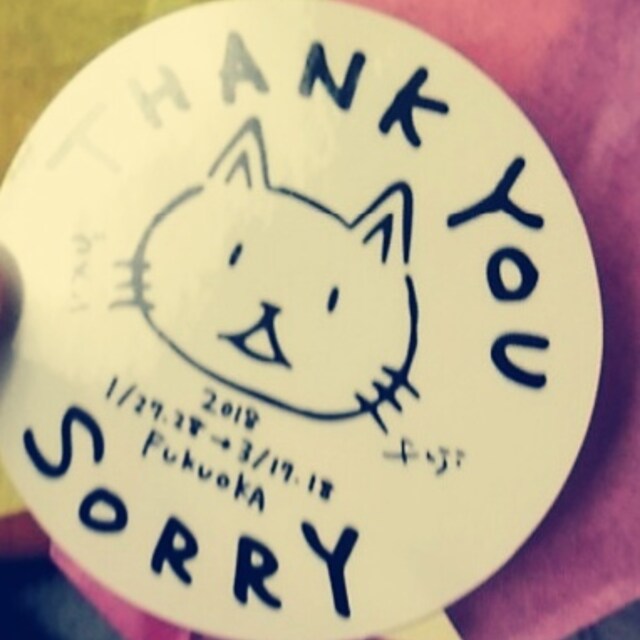 THANK YOU
2018
1/27.28→3/17.18
FUKUOKA
SORRY